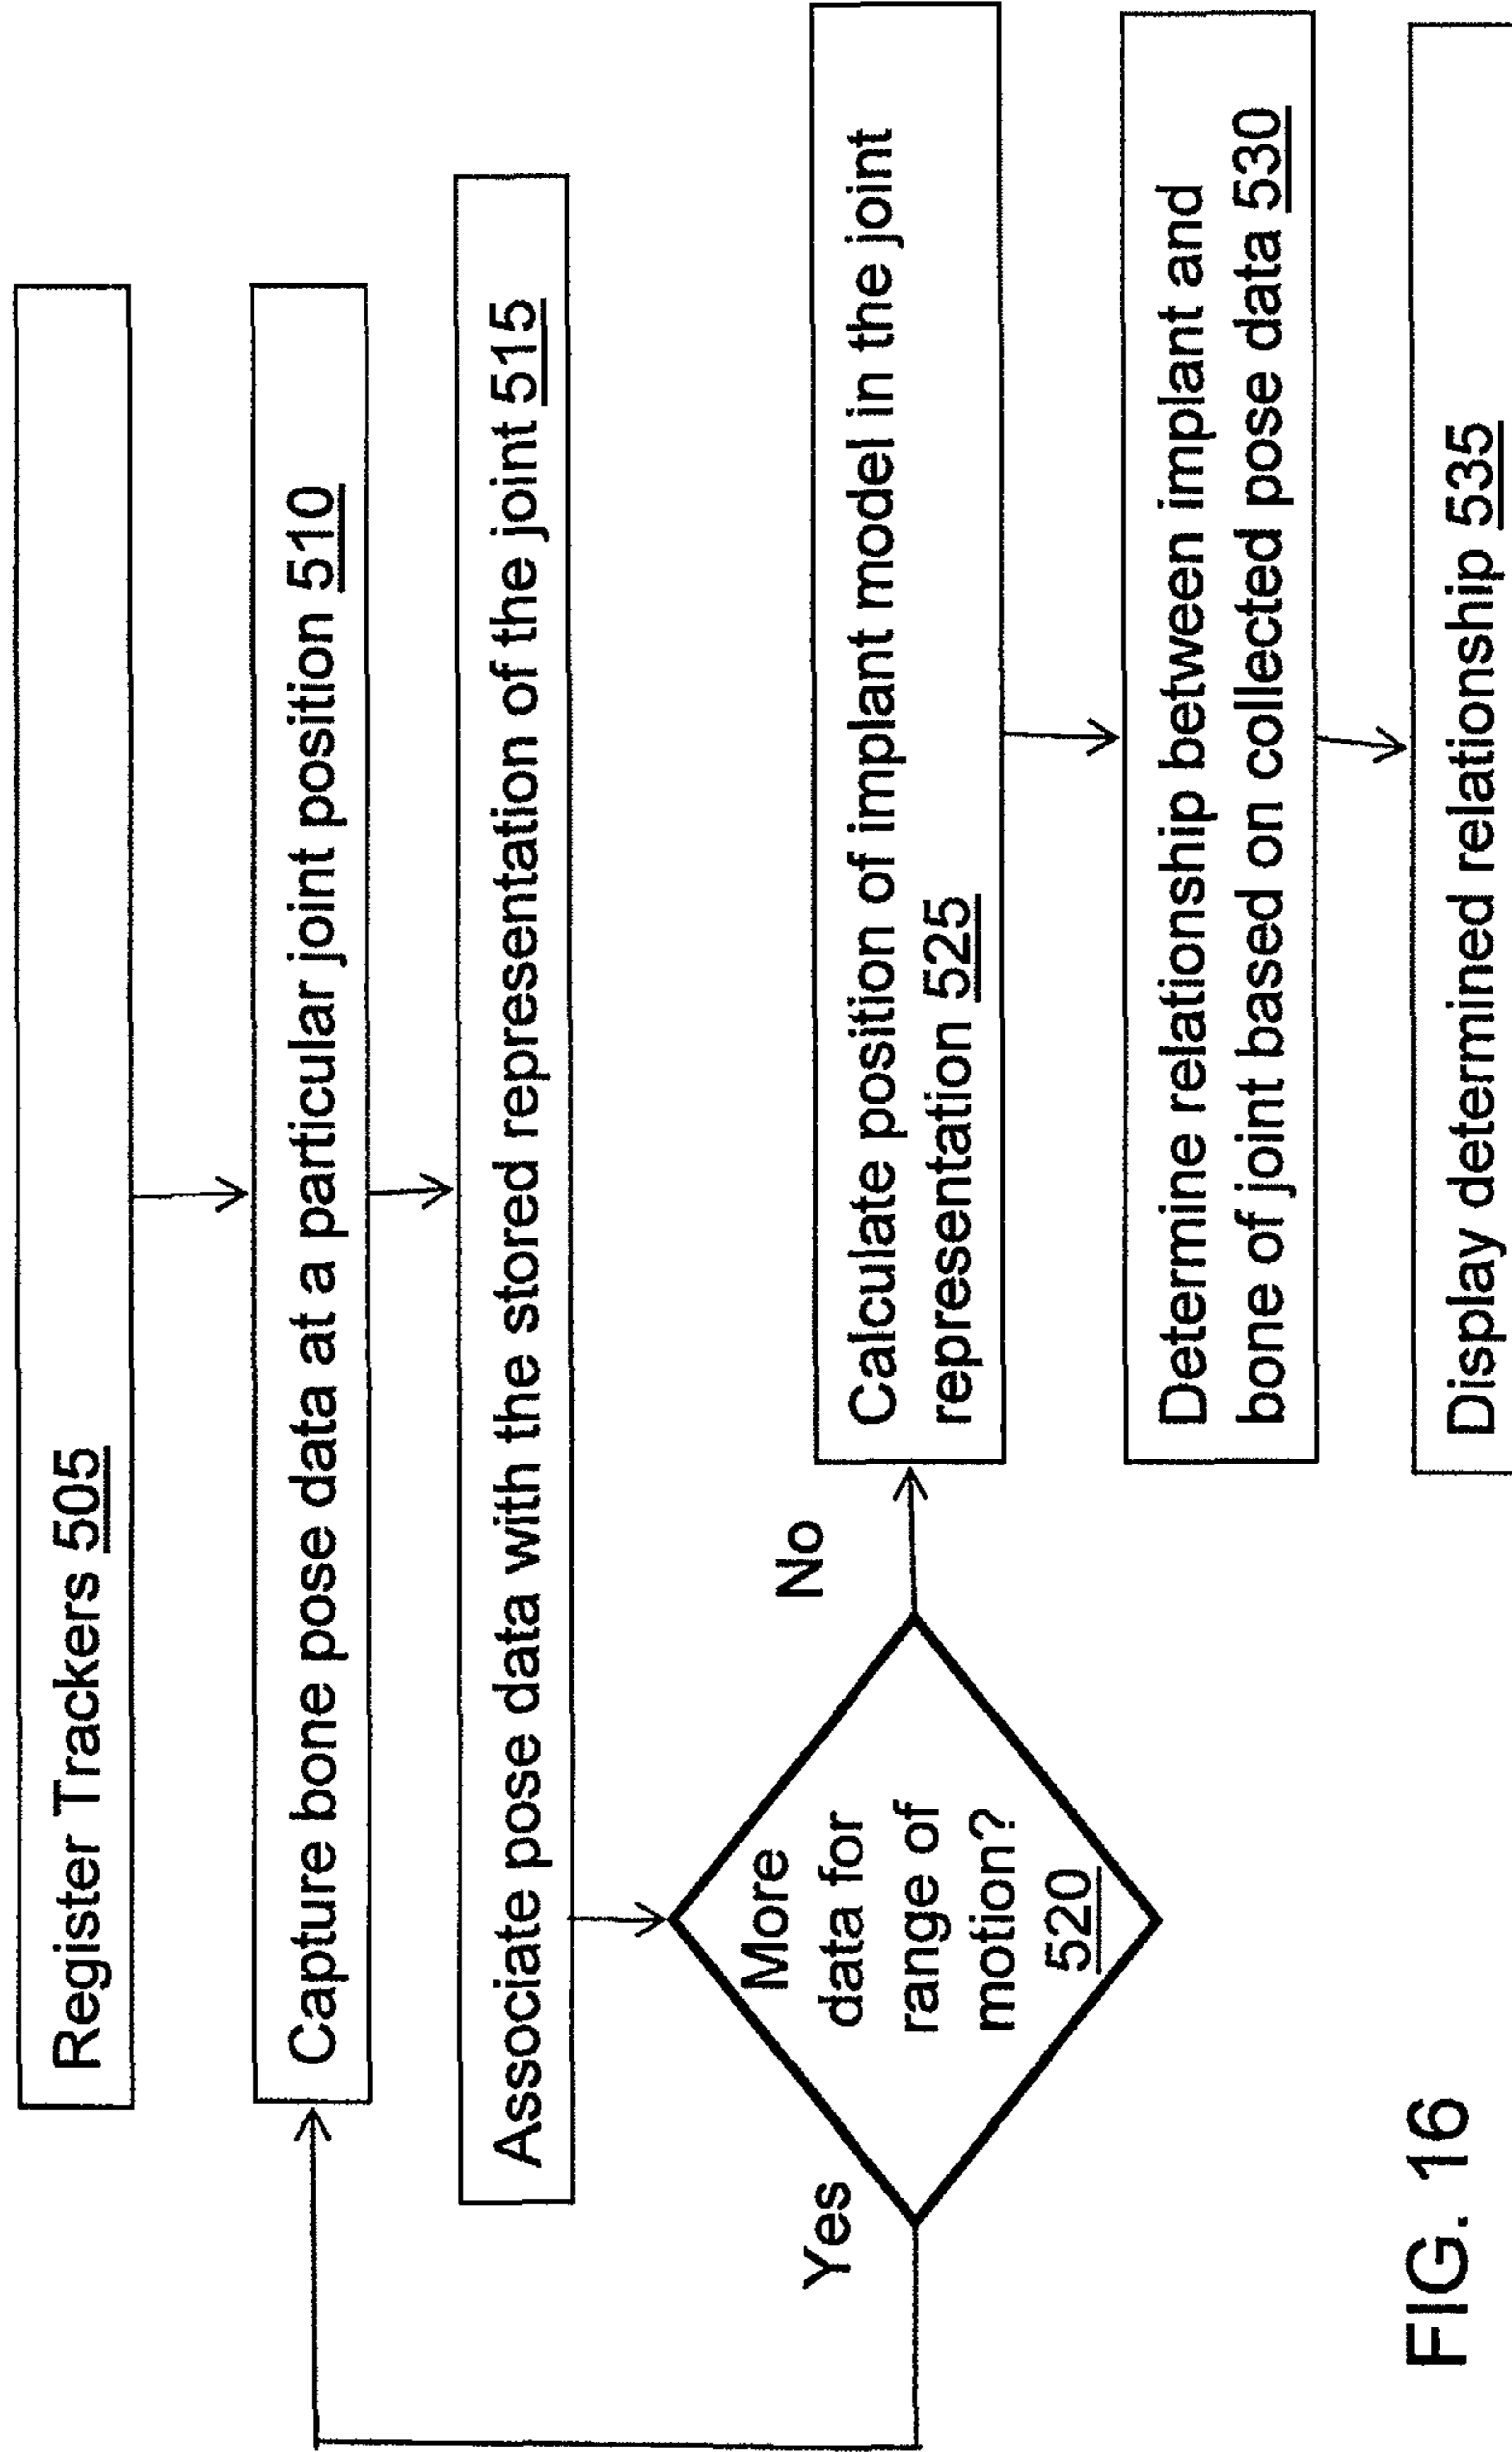 Register Trackers 505
Capture bone pose data at a particular joint position 510
Associate pose data with the stored representation of the joint 515
More
data for
range of
motion?
520
Yes
No
Calculate position of implant model in the joint
representation 525
Determine relationship between implant and
bone of joint based on collected pose data 530
Display determined relationship 535
FIG. 16